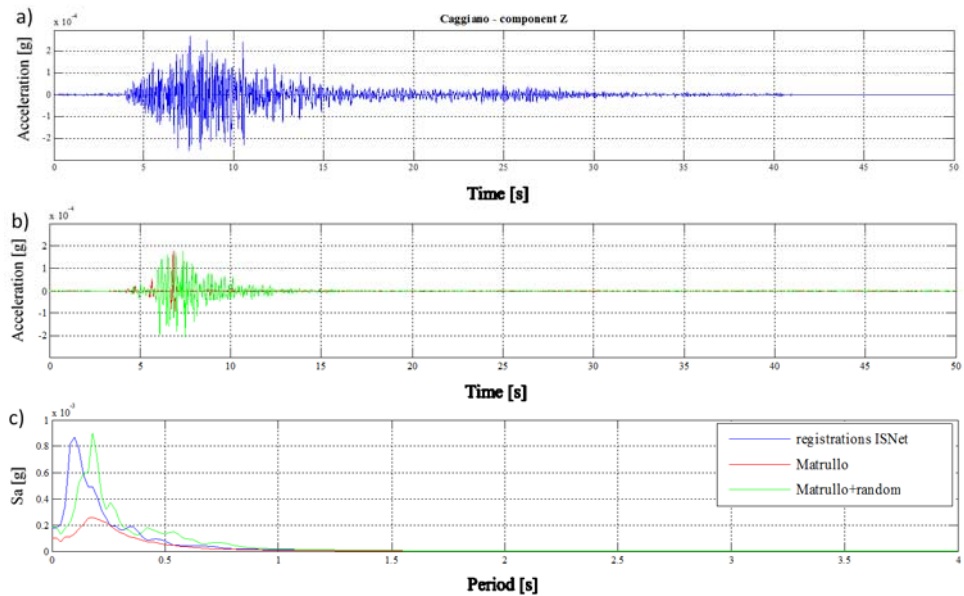 a)
Caggiano - component Z
x 10⁻⁴
Acceleration [g]
2
1
0
-1
-2
0 5 10 15 20 25 30 35 40 45 50
Time [s]
b)
x 10⁻⁴
Acceleration [g]
2
1
0
-1
-2
0 5 10 15 20 25 30 35 40 45 50
Time [s]
c)
x 10⁻³
Sa [g]
1
0.8
0.6
0.4
0.2
0
0 0.5 1 1.5 2 2.5 3 3.5 4
Period [s]
registrations ISNet
Matrullo
Matrullo+random